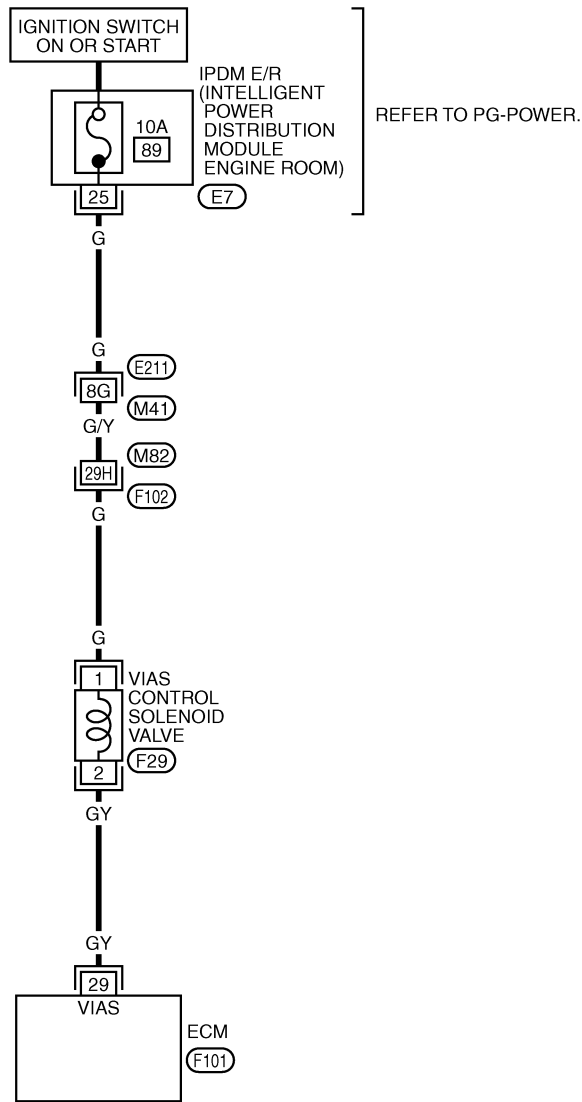 IGNITION SWITCH
ON OR START
IPDM E/R
(INTELLIGENT
POWER
DISTRIBUTION
MODULE
ENGINE ROOM)
REFER TO PG-POWER.
10A
89
25
E7
G
G
E211
8G
M41
G/Y
M82
29H
F102
G
G
1
VIAS
CONTROL
SOLENOID
VALVE
F29
2
GY
GY
29
VIAS
ECM
F101